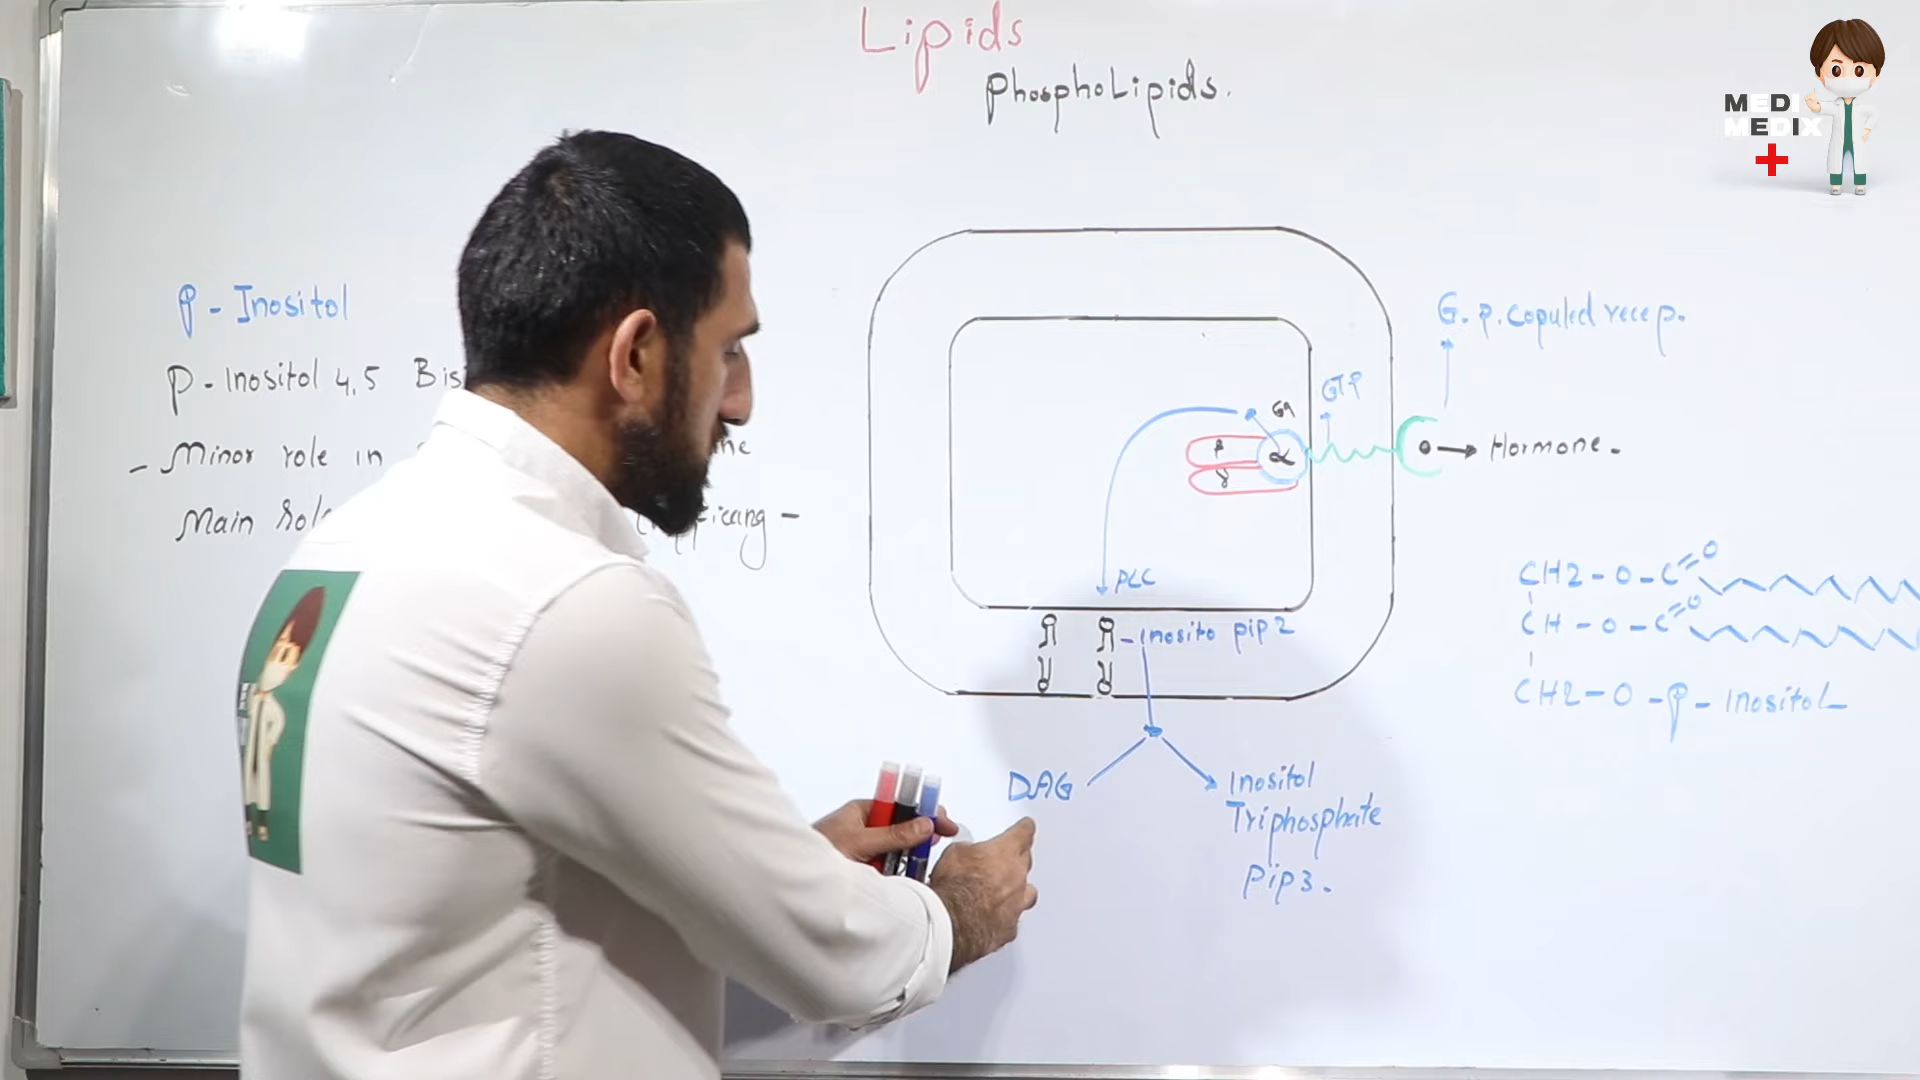 Lipids
PhosphoLipids.
MEDI
MEDIX
P - Inositol
P - Inositol 4,5 Bis
- Minor role in
Main
G. P. Copuled recep.
GTP
Gq
β
α
γ
Hormone.
PLC
- inosito pip2
DAG
Inositol
Triphosphate
Pip3.
CH2 - O - C = O
CH - O - C = O
CH2 - O - P - Inositol